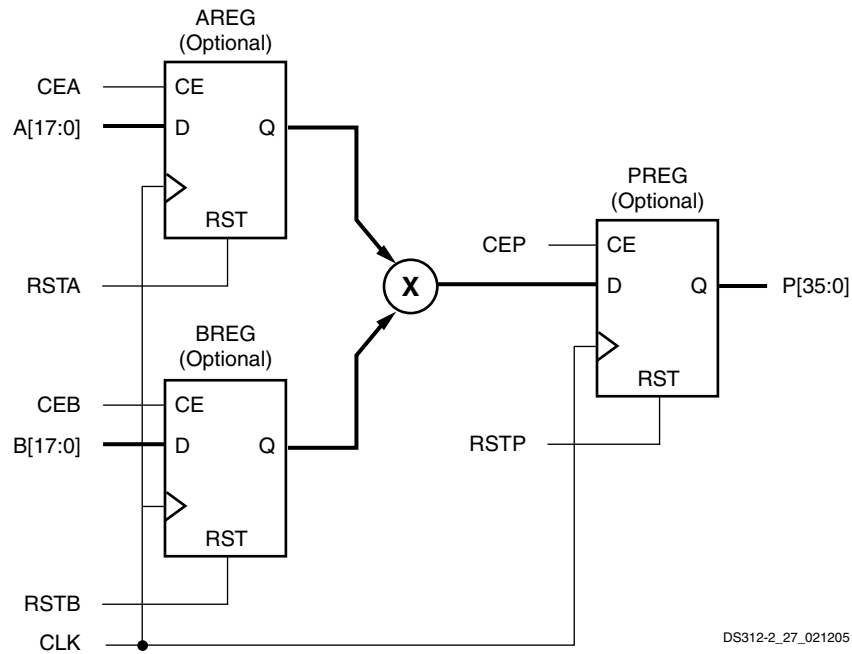 AREG
(Optional)
CEA
CE
A[17:0]
D
Q
RST
RSTA
X
BREG
(Optional)
CEB
CE
B[17:0]
D
Q
RST
RSTB
CLK
PREG
(Optional)
CEP
CE
D
Q
P[35:0]
RST
RSTP
DS312-2_27_021205